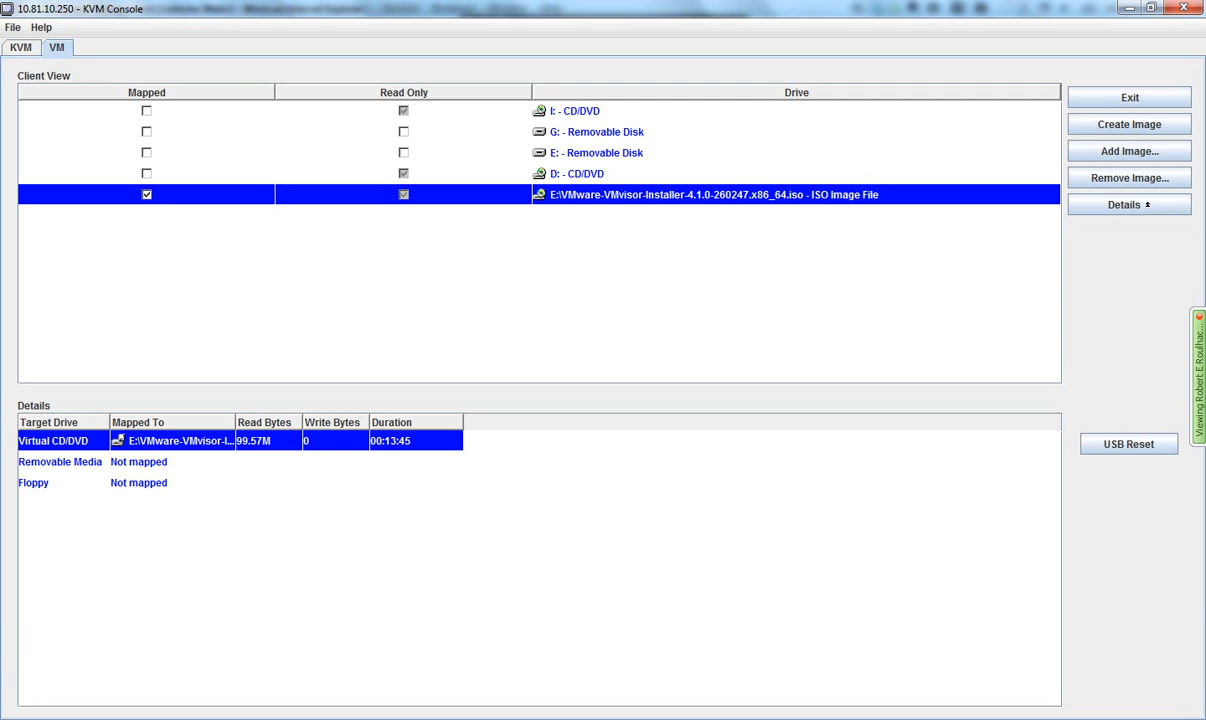 10.81.10.250 - KVM Console
File Help
KVM VM
Client View
Mapped Read Only Drive
I: - CD/DVD
G: - Removable Disk
E: - Removable Disk
D: - CD/DVD
E:\VMware-VMvisor-Installer-4.1.0-260247.x86_64.iso - ISO Image File
Exit
Create Image
Add Image...
Remove Image...
Details
Viewing Robert E Roulhac...
Details
Target Drive Mapped To Read Bytes Write Bytes Duration
Virtual CD/DVD E:\VMware-VMvisor-I... 99.57M 0 00:13:45
Removable Media Not mapped
Floppy Not mapped
USB Reset